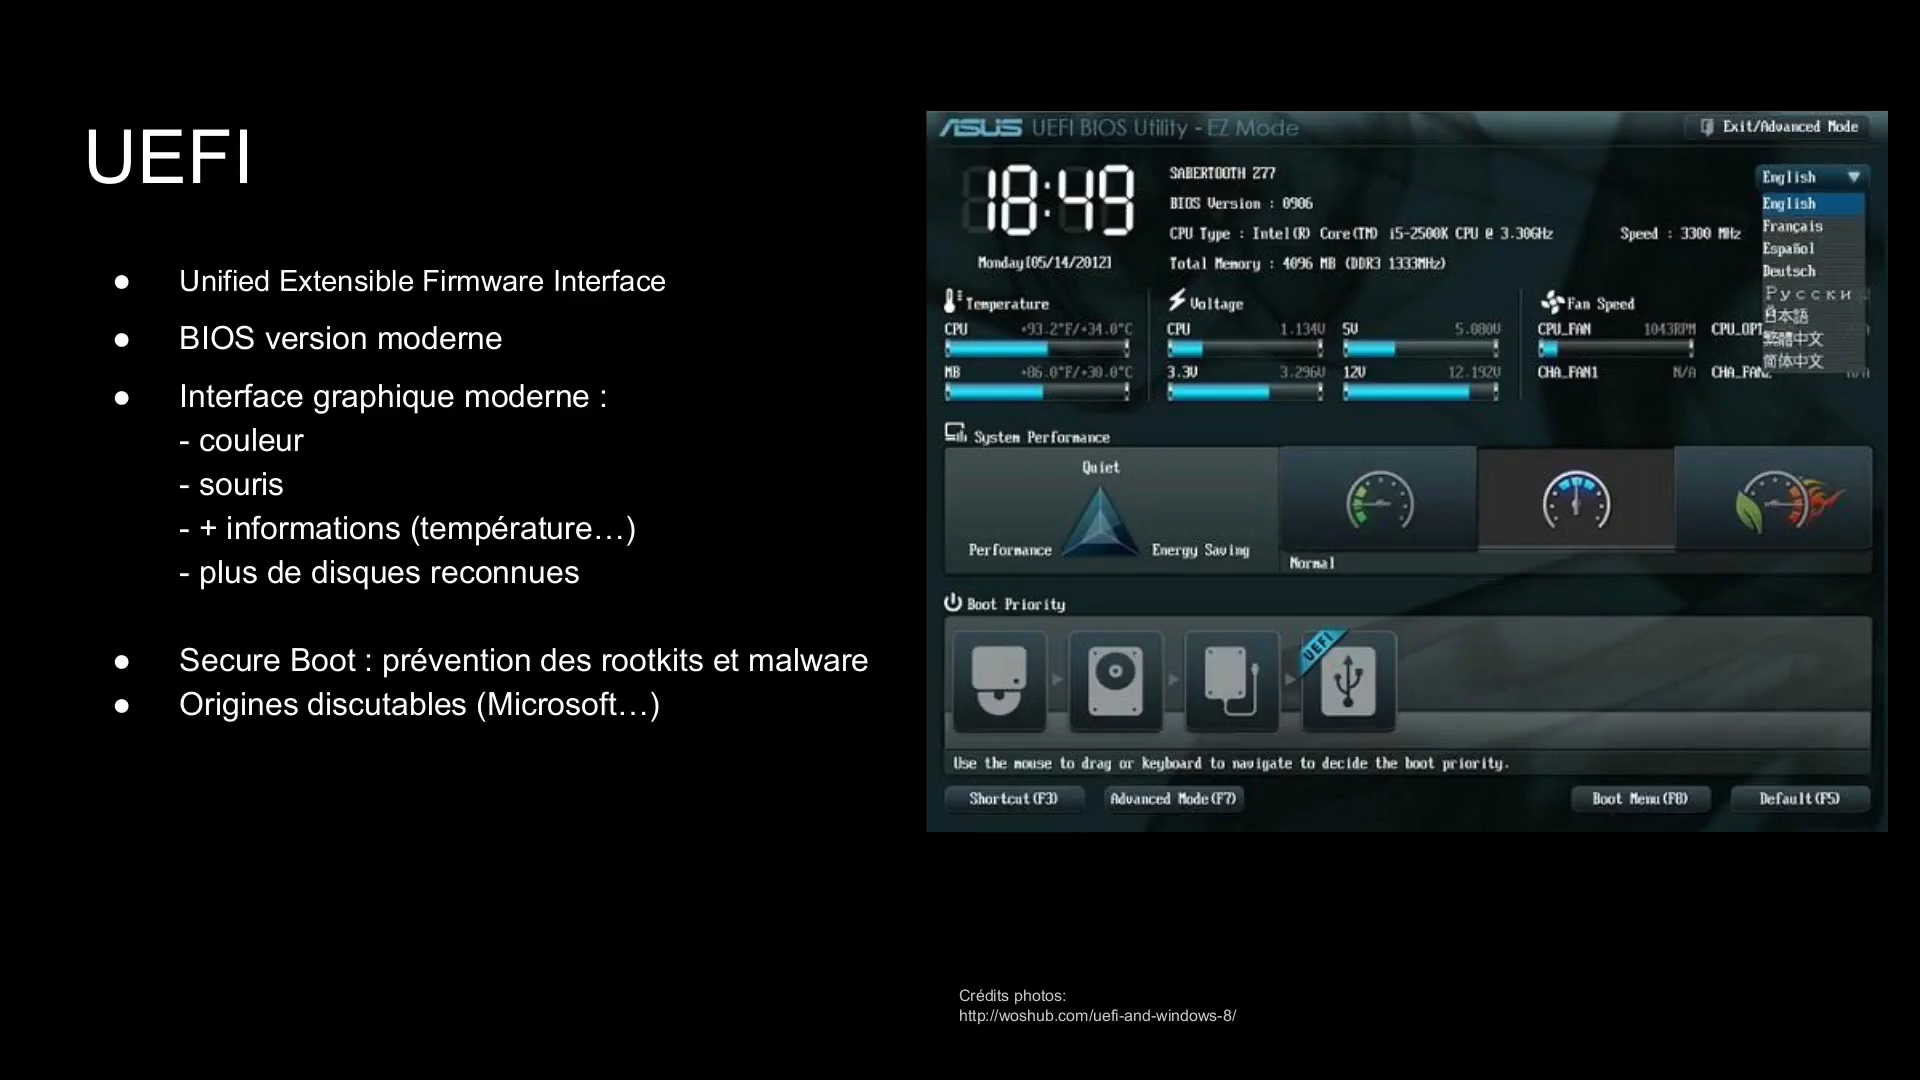 UEFI
● Unified Extensible Firmware Interface
● BIOS version moderne
● Interface graphique moderne :
- couleur
- souris
- + informations (température…)
- plus de disques reconnues
● Secure Boot : prévention des rootkits et malware
● Origines discutables (Microsoft…)
ASUS UEFI BIOS Utility - EZ Mode
Exit/Advanced Mode
18:49
Monday[05/14/2012]
SABERTOOTH Z77
BIOS Version : 0906
CPU Type : Intel(R) Core(TM) i5-2500K CPU @ 3.30GHz
Speed : 3300 MHz
Total Memory : 4096 MB (DDR3 1333MHz)
English
English
Français
Español
Deutsch
Русски
日本語
繁體中文
简体中文
Temperature
CPU +93.2°F/+34.0°C
MB +86.0°F/+30.0°C
Voltage
CPU 1.134V 5V 5.080V
3.3V 3.296V 12V 12.192V
Fan Speed
CPU_FAN 1043RPM CPU_OPT
CHA_FAN1 N/A CHA_FAN2
System Performance
Quiet
Performance
Energy Saving
Normal
Boot Priority
UEFI
Use the mouse to drag or keyboard to navigate to decide the boot priority.
Shortcut(F3)
Advanced Mode(F7)
Boot Menu(F8)
Default(F5)
Crédits photos:
http://woshub.com/uefi-and-windows-8/